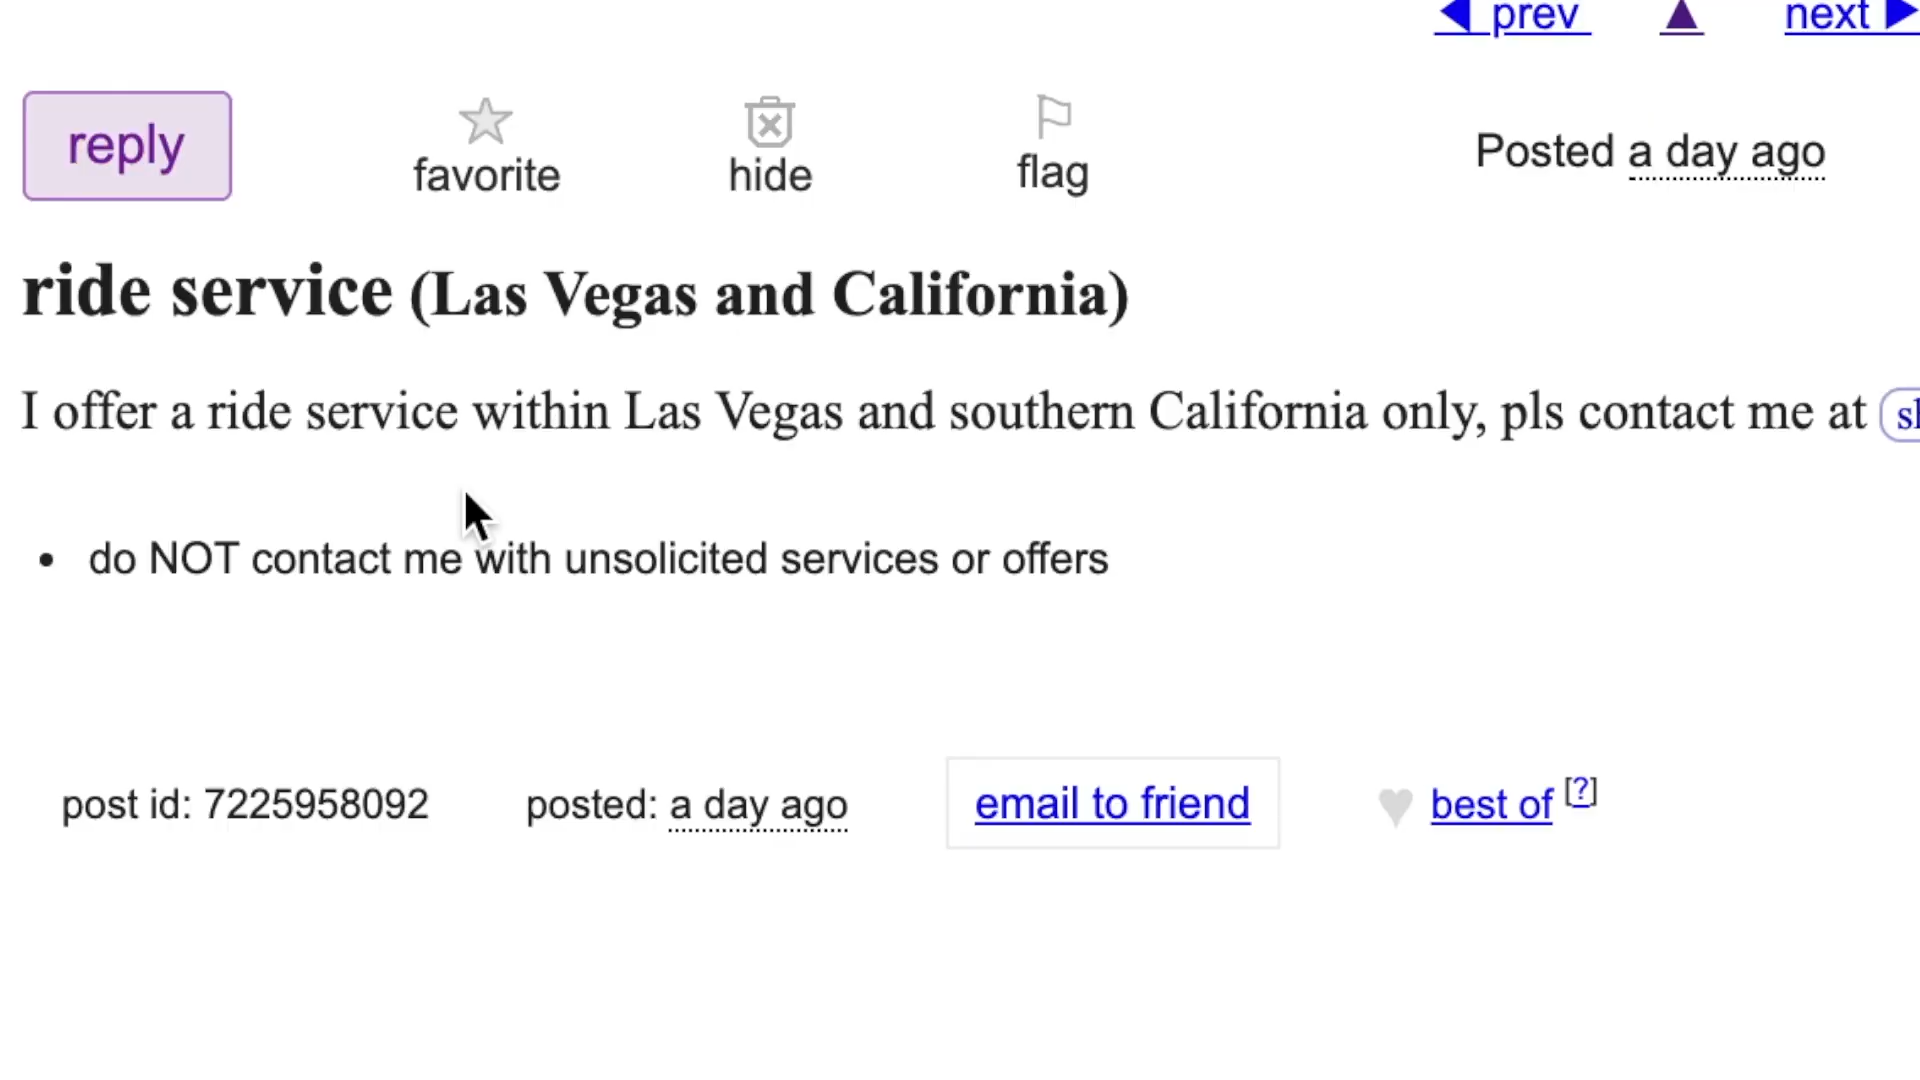 prev next
reply favorite hide flag Posted a day ago
ride service (Las Vegas and California)
I offer a ride service within Las Vegas and southern California only, pls contact me at
do NOT contact me with unsolicited services or offers
post id: 7225958092 posted: a day ago email to friend best of [?]